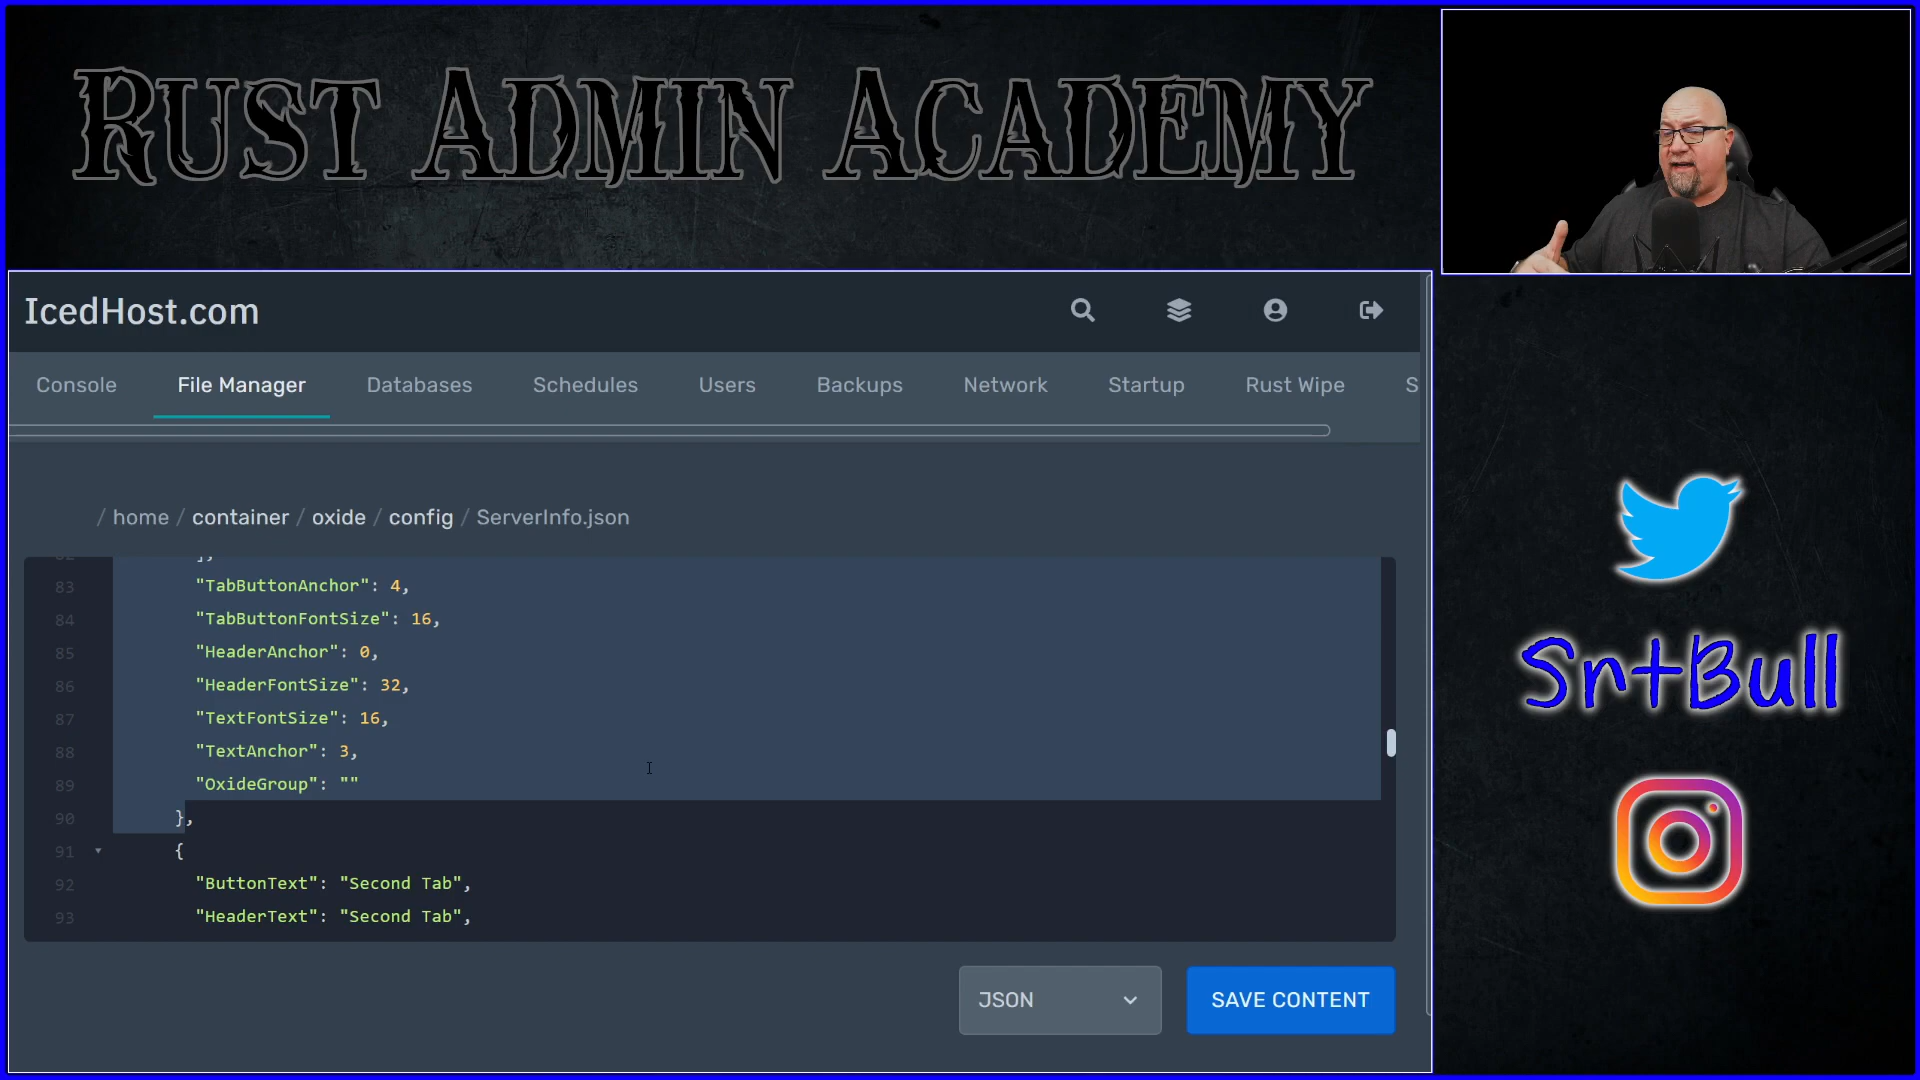 RUST ADMIN ACADEMY
IcedHost.com
Console File Manager Databases Schedules Users Backups Network Startup Rust Wipe S
/ home / container / oxide / config / ServerInfo.json
82 ],
83 "TabButtonAnchor": 4,
84 "TabButtonFontSize": 16,
85 "HeaderAnchor": 0,
86 "HeaderFontSize": 32,
87 "TextFontSize": 16,
88 "TextAnchor": 3,
89 "OxideGroup": ""
90 },
91 {
92 "ButtonText": "Second Tab",
93 "HeaderText": "Second Tab",
JSON
SAVE CONTENT
SntBull